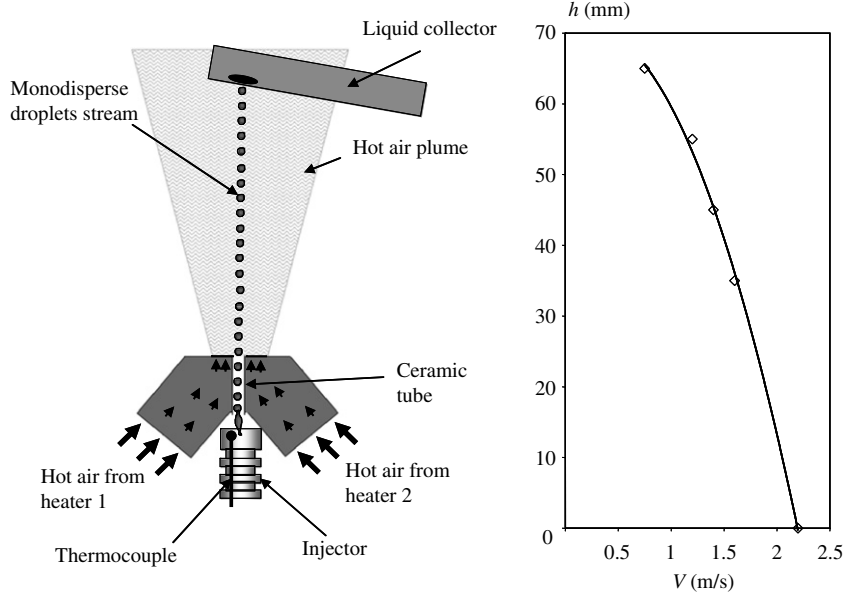 Liquid collector
Monodisperse
droplets stream
Hot air plume
Ceramic
tube
Hot air from
heater 1
Hot air from
heater 2
Thermocouple
Injector
h (mm)
70
60
50
40
30
20
10
0
0.5 1 1.5 2 2.5
V (m/s)